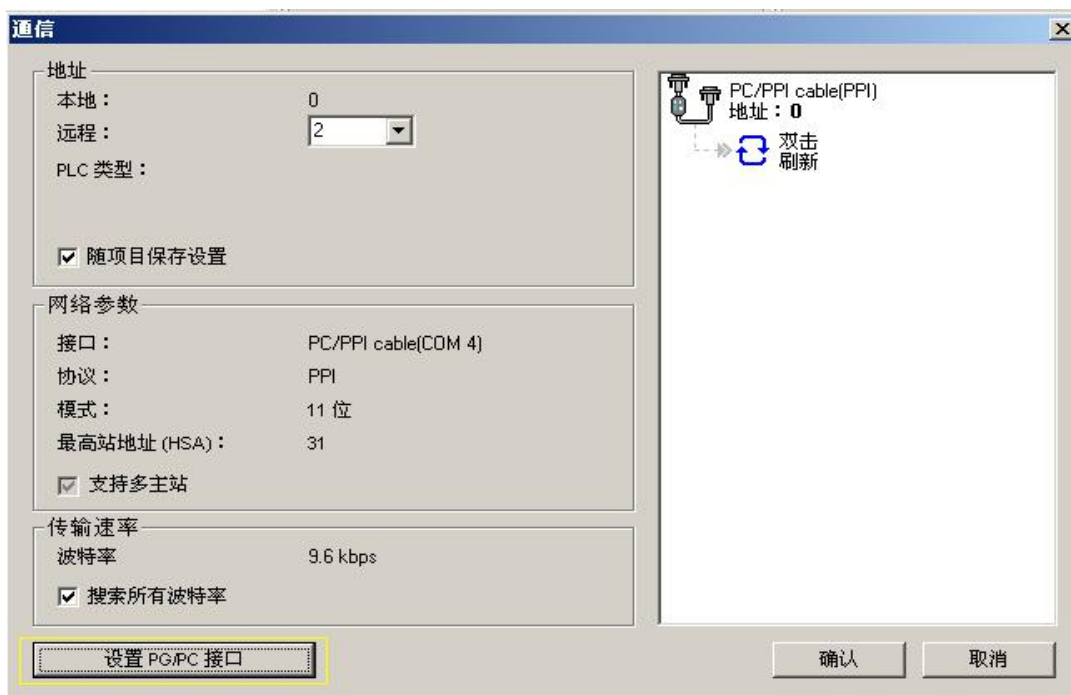 通信
地址
本地： 0
远程： 2
PLC 类型：
随项目保存设置
网络参数
接口： PC/PPI cable(COM 4)
协议： PPI
模式： 11 位
最高站地址 (HSA)： 31
支持多主站
传输速率
波特率 9.6 kbps
搜索所有波特率
设置 PG/PC 接口
PC/PPI cable(PPI)
地址：0
双击
刷新
确认
取消